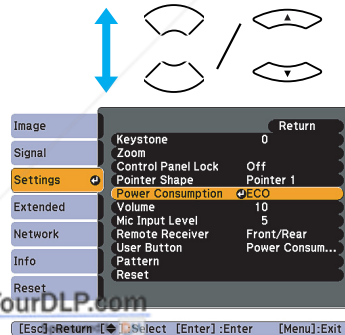 Return
Image
Signal
Settings
Extended
Network
Info
Reset
Keystone 0
Zoom
Control Panel Lock Off
Pointer Shape Pointer 1
Power Consumption ECO
Volume 10
Mic Input Level 5
Remote Receiver Front/Rear
User Button Power Consum...
Pattern
Reset
ourDLP.com
[Esc]:Return [ ]:Select [Enter]:Enter [Menu]:Exit